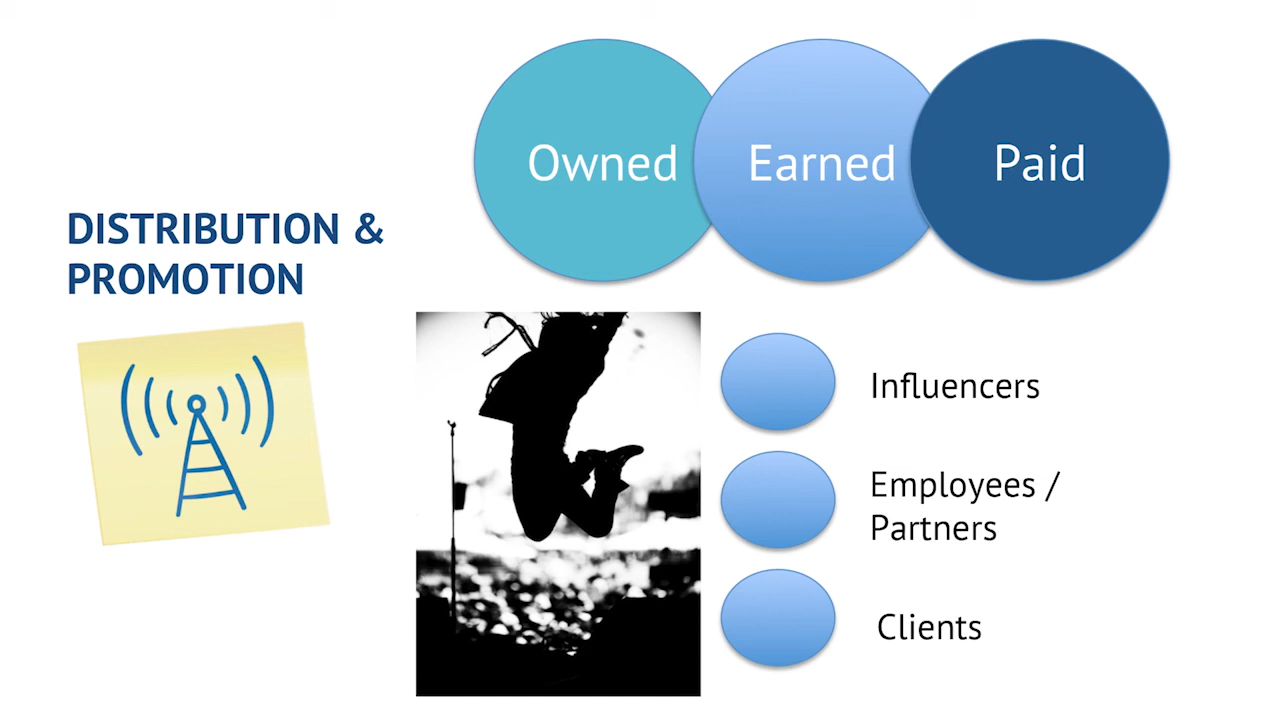 DISTRIBUTION &
PROMOTION
Owned
Earned
Paid
Influencers
Employees /
Partners
Clients